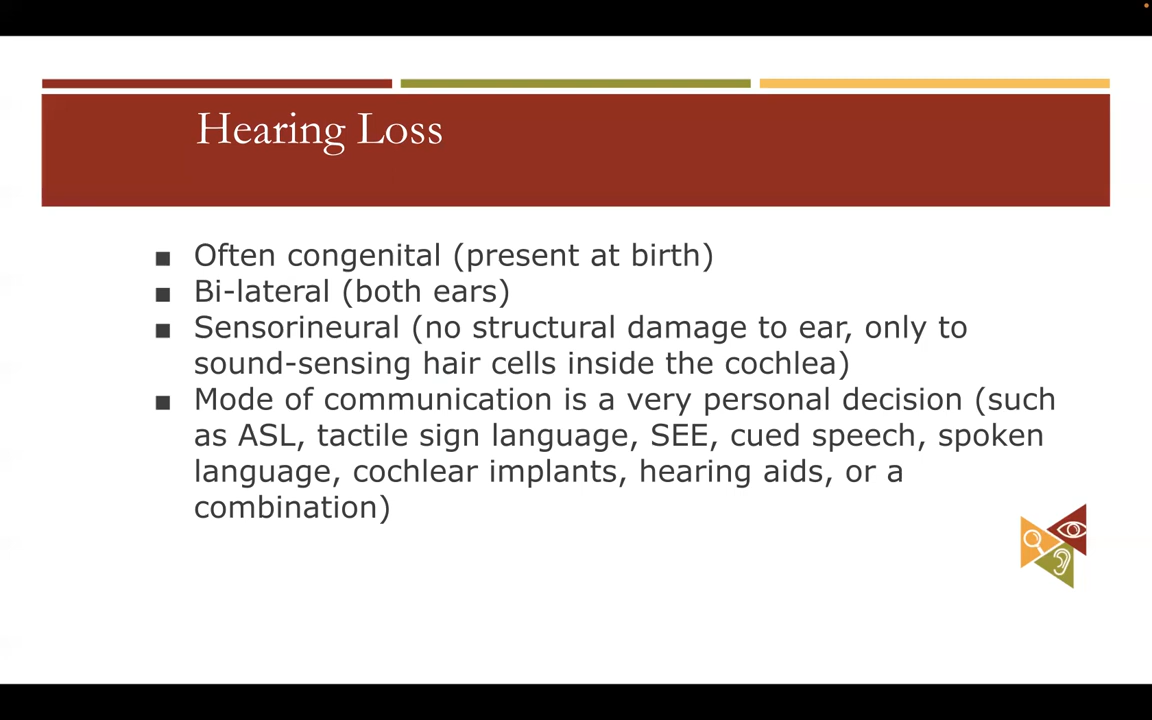 Hearing Loss
▪ Often congenital (present at birth)
▪ Bi-lateral (both ears)
▪ Sensorineural (no structural damage to ear, only to
sound-sensing hair cells inside the cochlea)
▪ Mode of communication is a very personal decision (such
as ASL, tactile sign language, SEE, cued speech, spoken
language, cochlear implants, hearing aids, or a
combination)